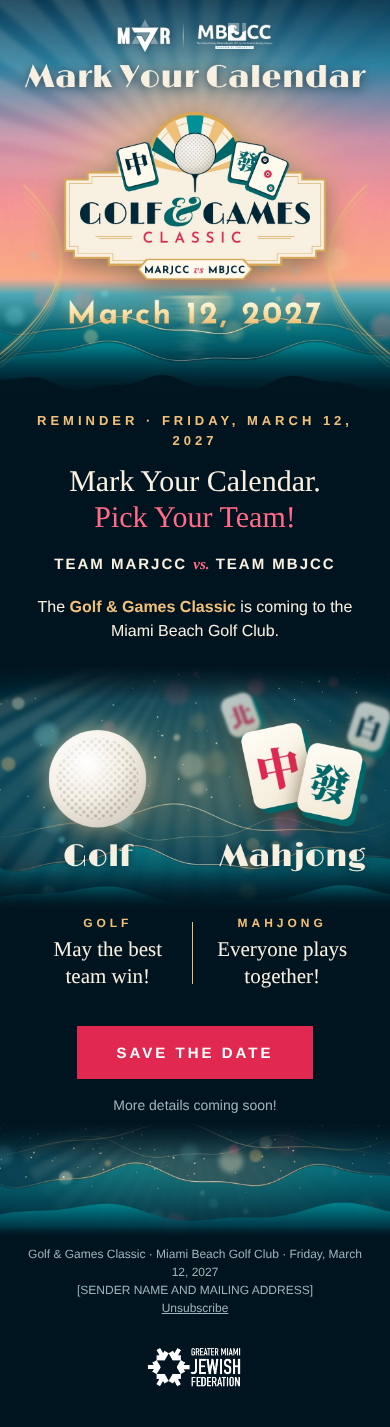 MARJCC MBJCC
Mark Your Calendar
中 發
GOLF & GAMES
CLASSIC
MARJCC vs MBJCC
March 12, 2027
REMINDER · FRIDAY, MARCH 12,
2027
Mark Your Calendar.
Pick Your Team!
TEAM MARJCC vs. TEAM MBJCC
The Golf & Games Classic is coming to the
Miami Beach Golf Club.
北 白
中 發
Golf Mahjong
GOLF MAHJONG
May the best Everyone plays
team win! together!
SAVE THE DATE
More details coming soon!
Golf & Games Classic · Miami Beach Golf Club · Friday, March
12, 2027
[SENDER NAME AND MAILING ADDRESS]
Unsubscribe
GREATER MIAMI
JEWISH
FEDERATION